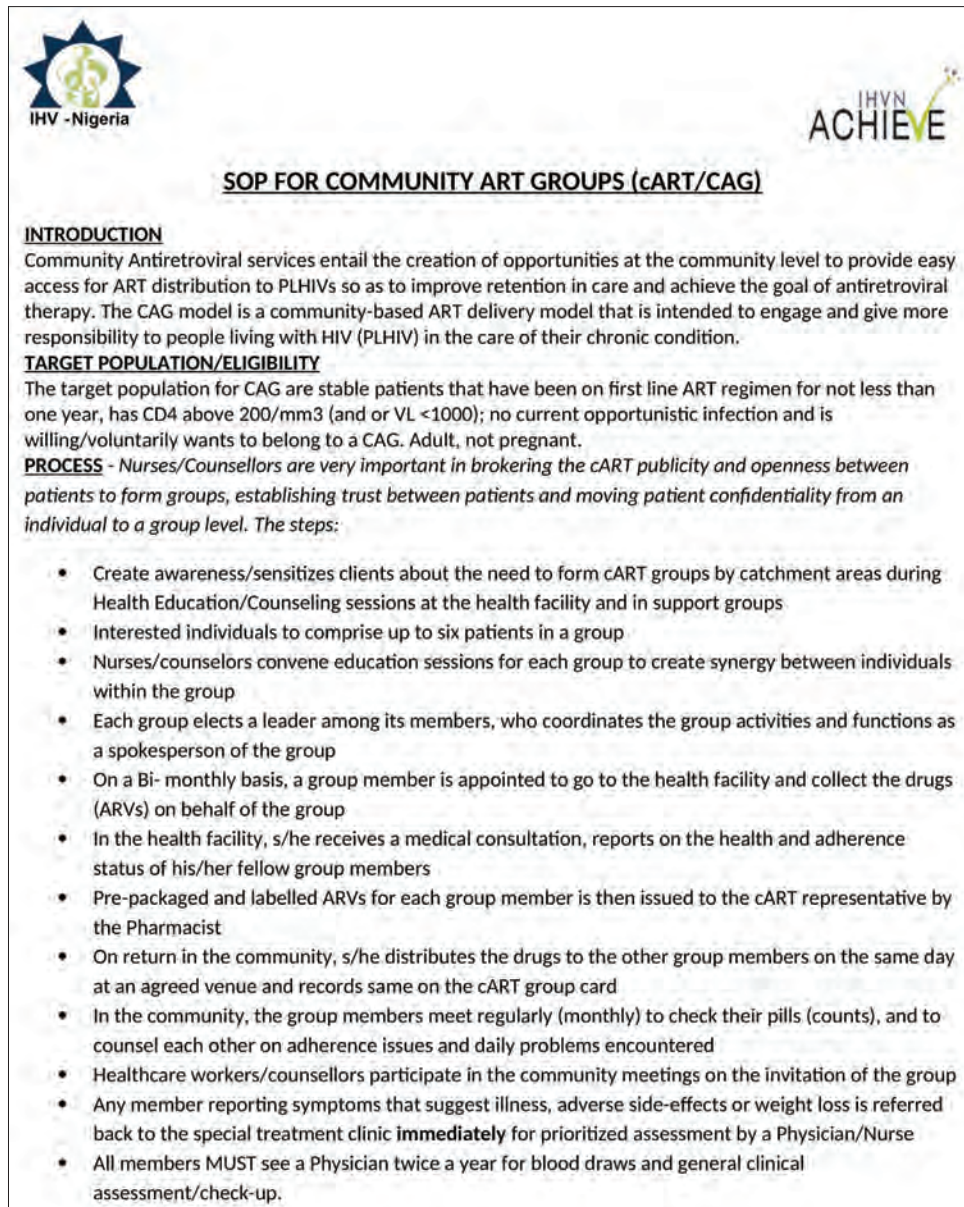 IHV -Nigeria
IHVN
ACHIEVE
SOP FOR COMMUNITY ART GROUPS (cART/CAG)
INTRODUCTION
Community Antiretroviral services entail the creation of opportunities at the community level to provide easy
access for ART distribution to PLHIVs so as to improve retention in care and achieve the goal of antiretroviral
therapy. The CAG model is a community-based ART delivery model that is intended to engage and give more
responsibility to people living with HIV (PLHIV) in the care of their chronic condition.
TARGET POPULATION/ELIGIBILITY
The target population for CAG are stable patients that have been on first line ART regimen for not less than
one year, has CD4 above 200/mm3 (and or VL <1000); no current opportunistic infection and is
willing/voluntarily wants to belong to a CAG. Adult, not pregnant.
PROCESS - Nurses/Counsellors are very important in brokering the cART publicity and openness between
patients to form groups, establishing trust between patients and moving patient confidentiality from an
individual to a group level. The steps:
• Create awareness/sensitizes clients about the need to form cART groups by catchment areas during
Health Education/Counseling sessions at the health facility and in support groups
• Interested individuals to comprise up to six patients in a group
• Nurses/counselors convene education sessions for each group to create synergy between individuals
within the group
• Each group elects a leader among its members, who coordinates the group activities and functions as
a spokesperson of the group
• On a Bi- monthly basis, a group member is appointed to go to the health facility and collect the drugs
(ARVs) on behalf of the group
• In the health facility, s/he receives a medical consultation, reports on the health and adherence
status of his/her fellow group members
• Pre-packaged and labelled ARVs for each group member is then issued to the cART representative by
the Pharmacist
• On return in the community, s/he distributes the drugs to the other group members on the same day
at an agreed venue and records same on the cART group card
• In the community, the group members meet regularly (monthly) to check their pills (counts), and to
counsel each other on adherence issues and daily problems encountered
• Healthcare workers/counsellors participate in the community meetings on the invitation of the group
• Any member reporting symptoms that suggest illness, adverse side-effects or weight loss is referred
back to the special treatment clinic immediately for prioritized assessment by a Physician/Nurse
• All members MUST see a Physician twice a year for blood draws and general clinical
assessment/check-up.